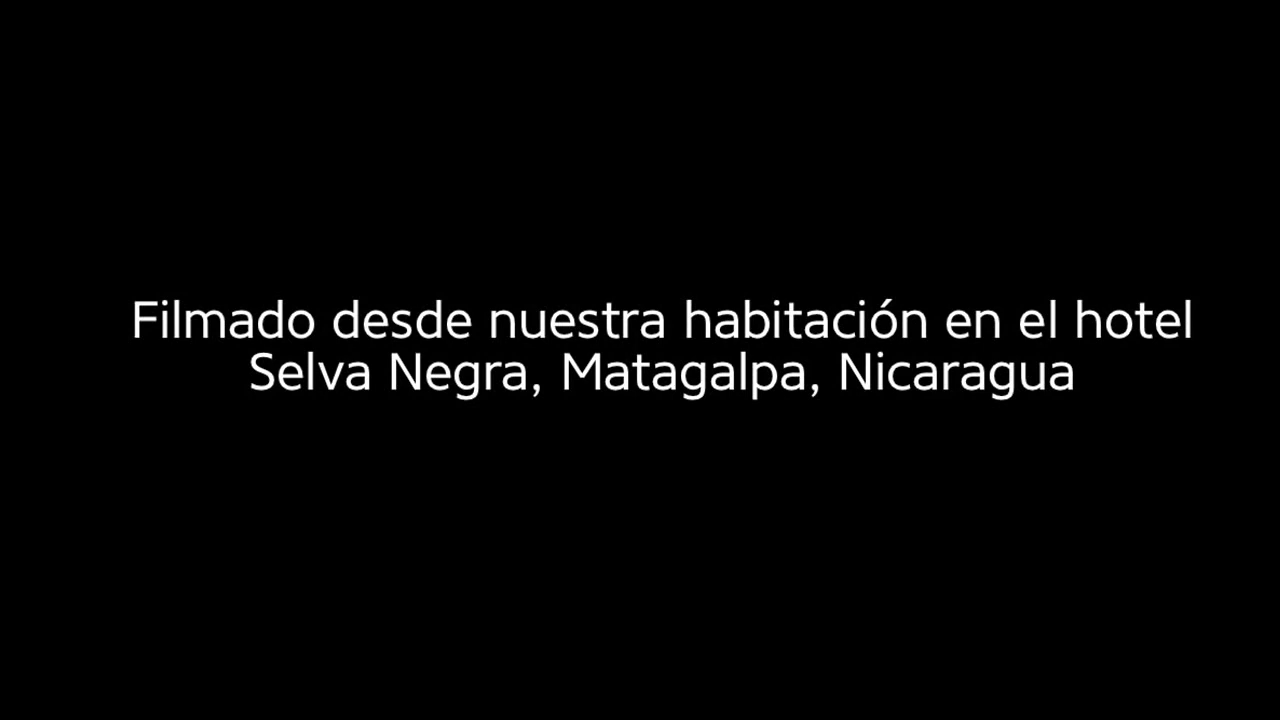 Filmado desde nuestra habitación en el hotel
Selva Negra, Matagalpa, Nicaragua